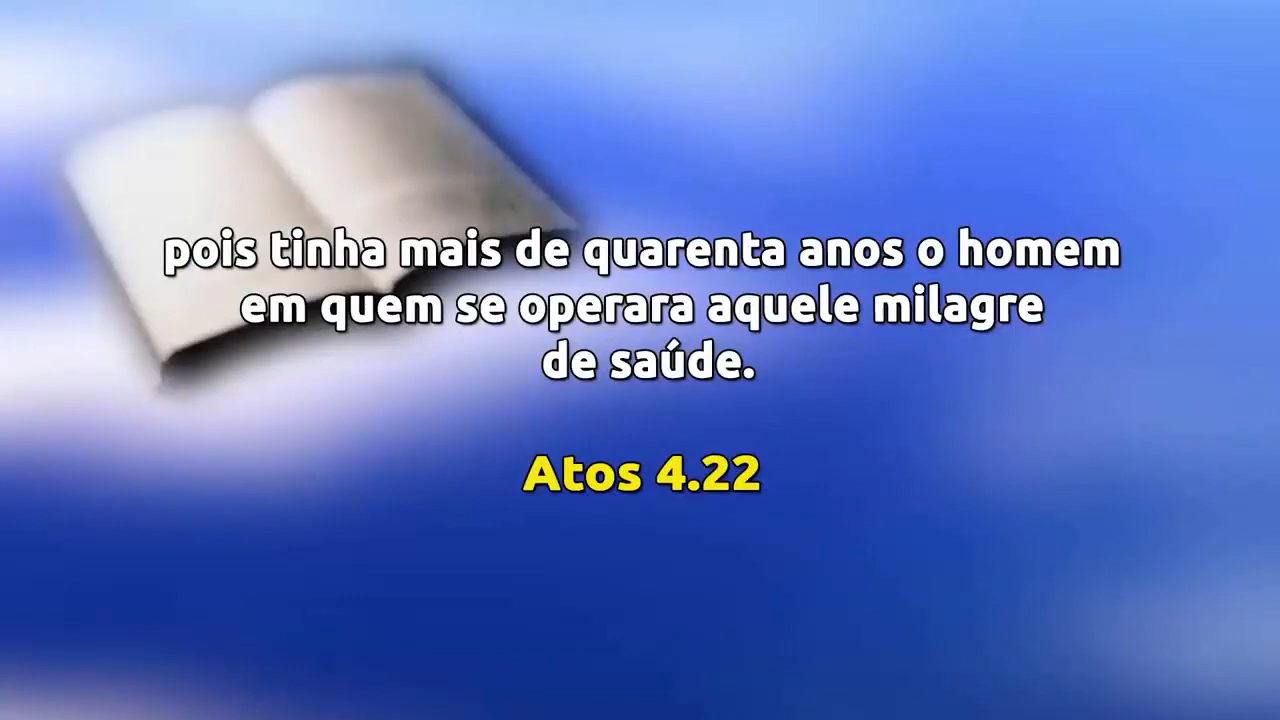 pois tinha mais de quarenta anos o homem
em quem se operara aquele milagre
de saúde.
Atos 4.22